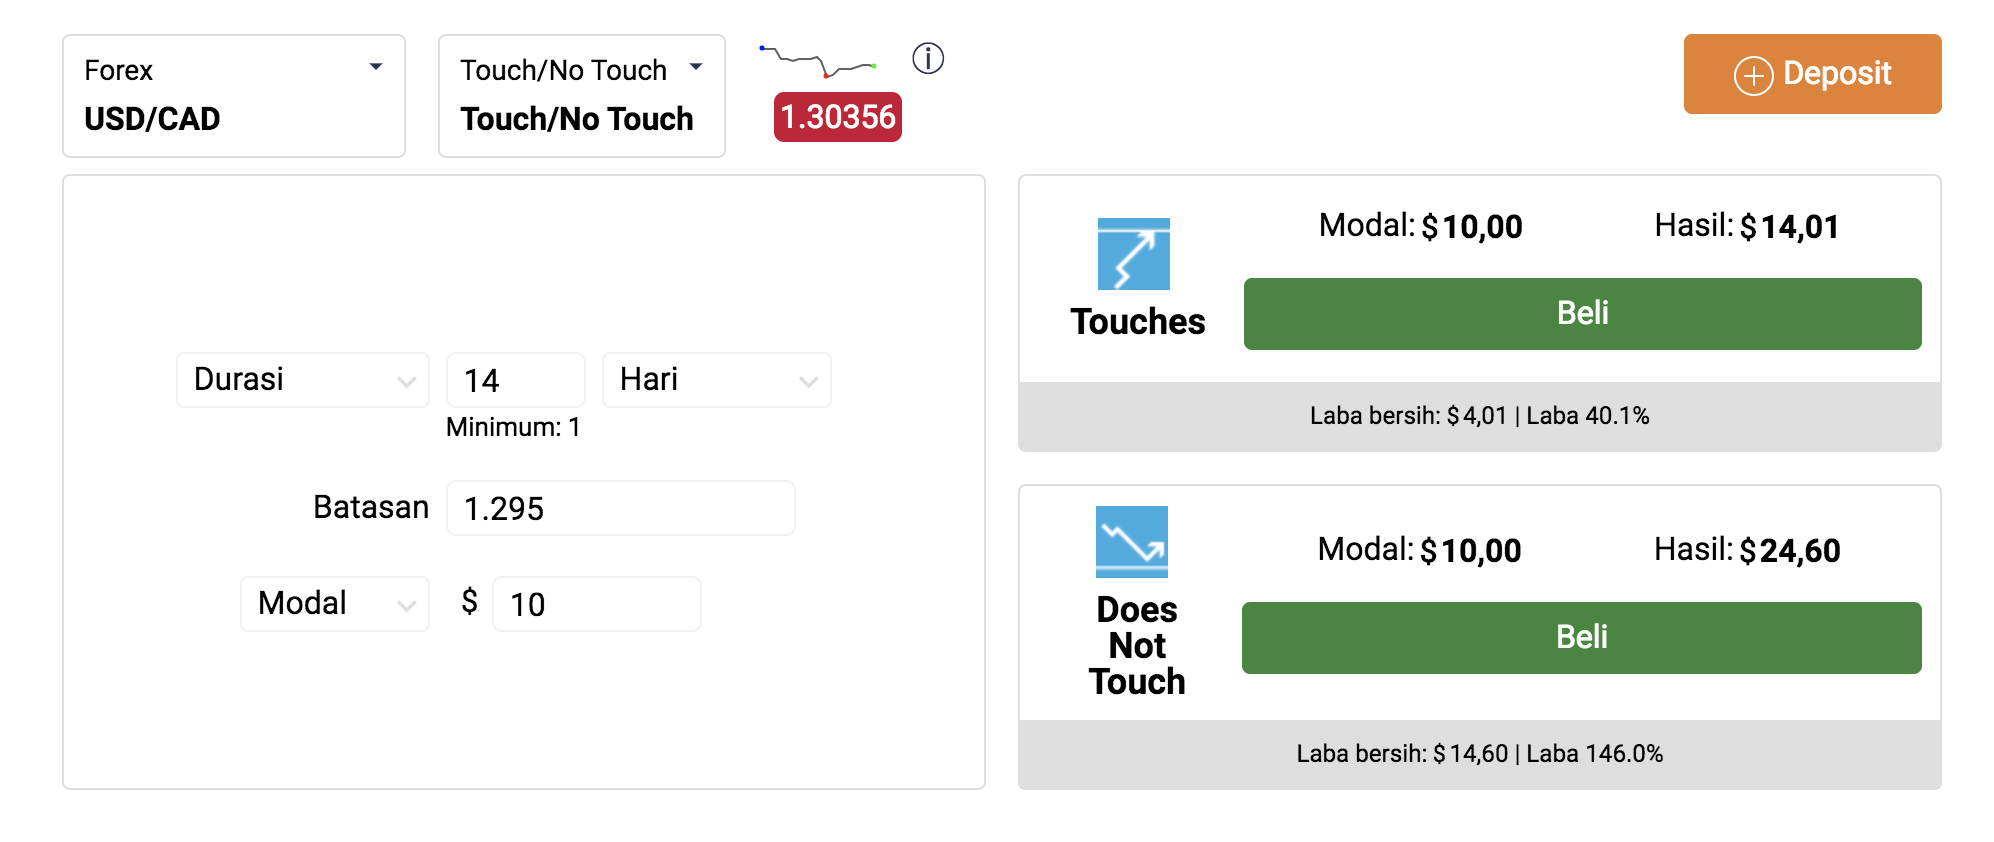 Forex
USD/CAD
Touch/No Touch
Touch/No Touch
1.30356
Deposit
Durasi 14 Hari
Minimum: 1
Batasan 1.295
Modal $ 10
Modal: $10,00 Hasil: $14,01
Touches
Beli
Laba bersih: $4,01 | Laba 40.1%
Modal: $10,00 Hasil: $24,60
Does
Not
Touch
Beli
Laba bersih: $14,60 | Laba 146.0%